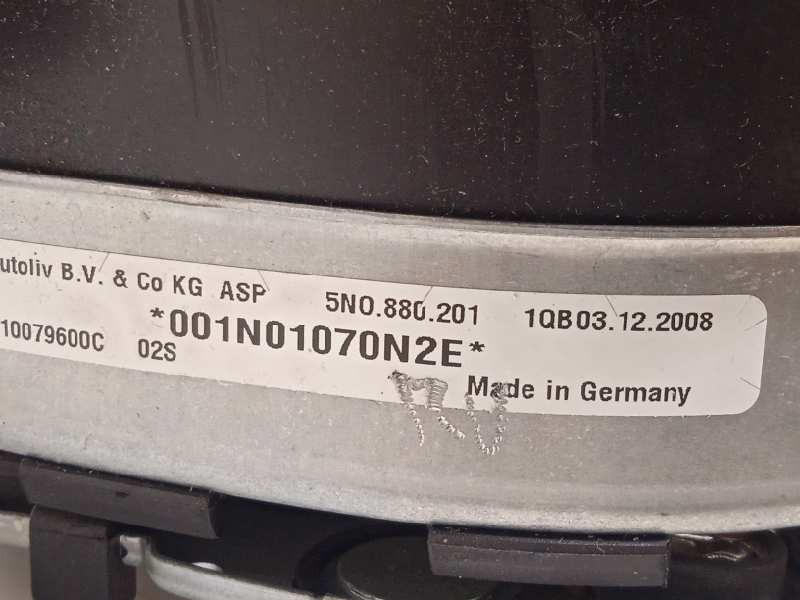 utoliv B.V. & Co KG ASP 5N0.880.201 1QB03.12.2008
*001N01070N2E*
10079600C 02S
Made in Germany